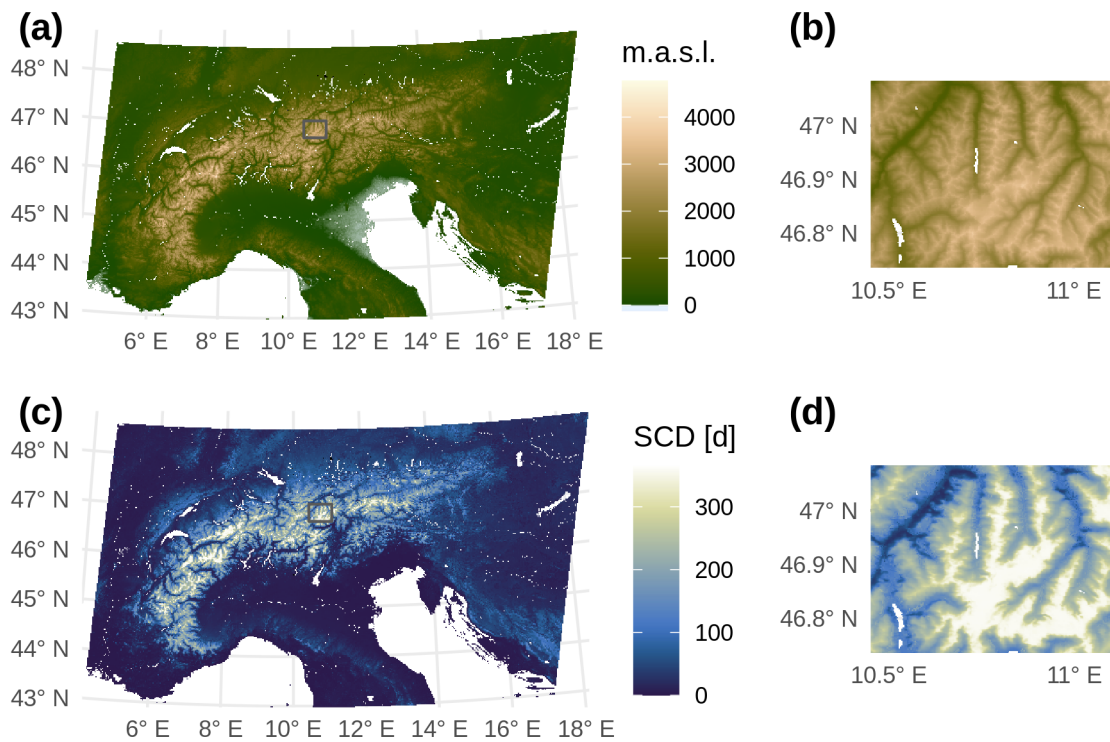 (a)
m.a.s.l.
48° N
47° N
46° N
45° N
44° N
43° N
6° E 8° E 10° E 12° E 14° E 16° E 18° E
4000
3000
2000
1000
0
(b)
47° N
46.9° N
46.8° N
10.5° E 11° E
(c)
SCD [d]
48° N
47° N
46° N
45° N
44° N
43° N
6° E 8° E 10° E 12° E 14° E 16° E 18° E
300
200
100
0
(d)
47° N
46.9° N
46.8° N
10.5° E 11° E